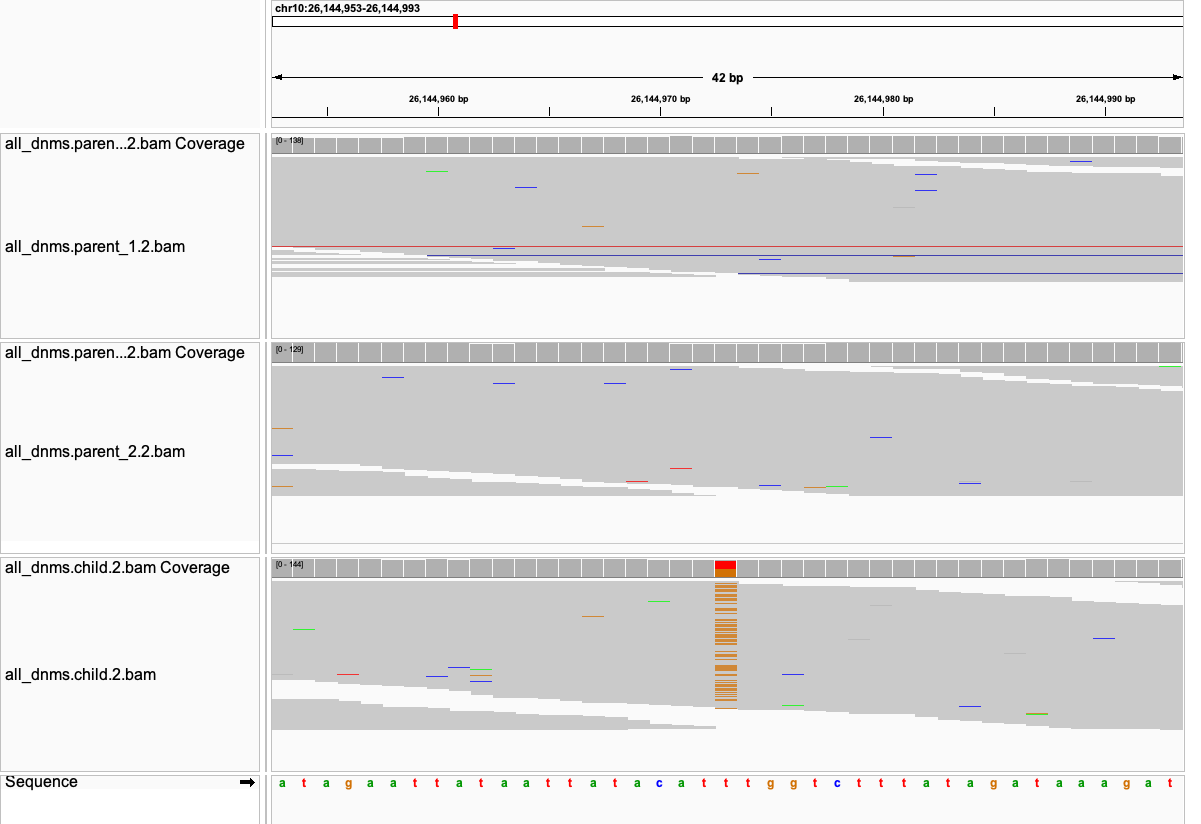 chr10:26,144,953-26,144,993
42 bp
26,144,960 bp 26,144,970 bp 26,144,980 bp 26,144,990 bp
all_dnms.paren...2.bam Coverage
[0 - 138]
all_dnms.parent_1.2.bam
all_dnms.paren...2.bam Coverage
[0 - 129]
all_dnms.parent_2.2.bam
all_dnms.child.2.bam Coverage
[0 - 144]
all_dnms.child.2.bam
Sequence a t a g a a t t a t a a t t a t a c a t t t g g t c t t t a t a g a t a a a g a t